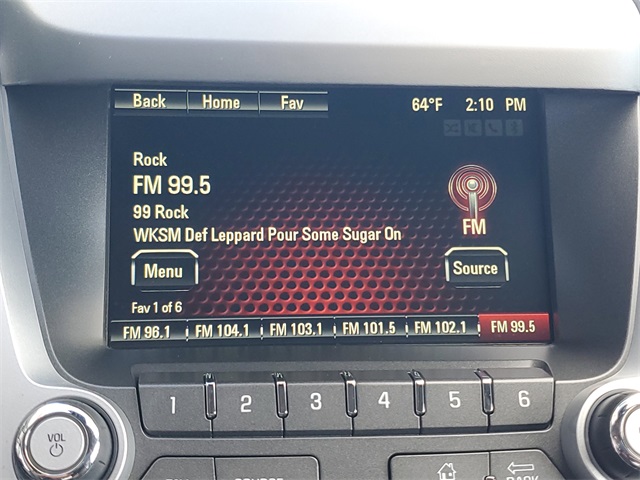 Back Home Fav 64°F 2:10 PM
Rock
FM 99.5
99 Rock
WKSM Def Leppard Pour Some Sugar On
FM
Menu Source
Fav 1 of 6
FM 96.1 FM 104.1 FM 103.1 FM 101.5 FM 102.1 FM 99.5
1 2 3 4 5 6
VOL